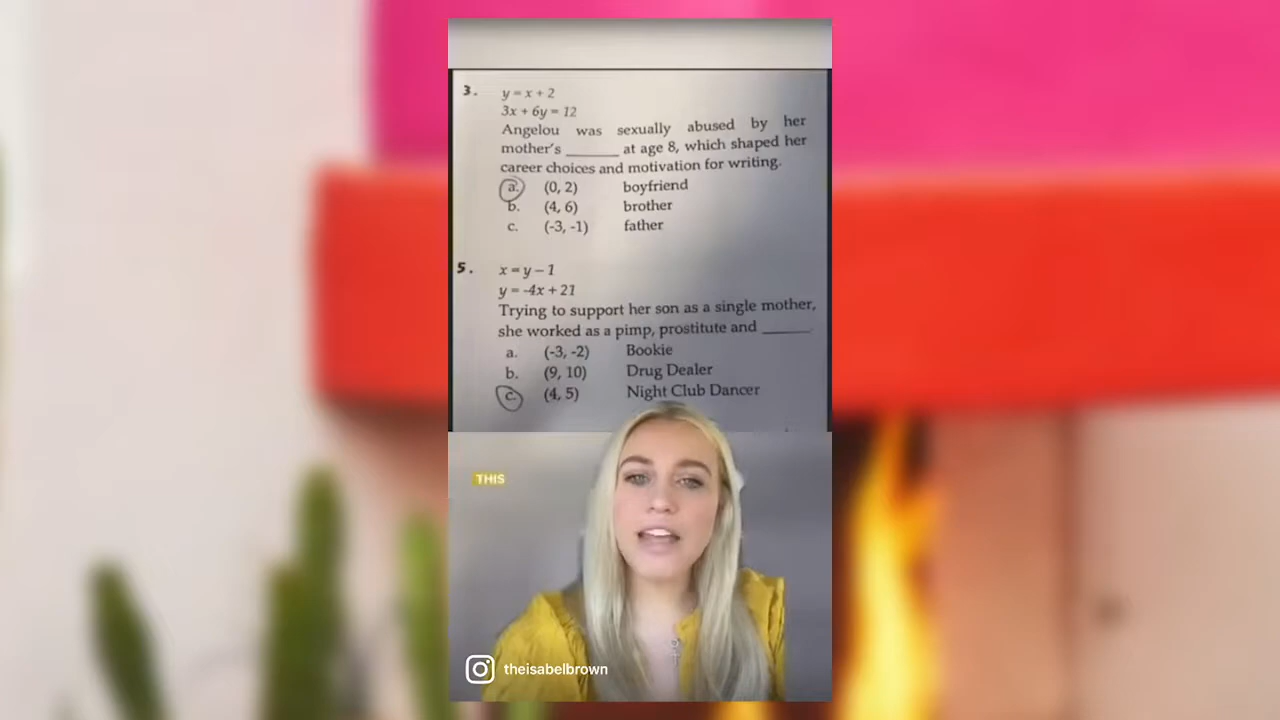 3. y = x + 2
3x + 6y = 12
Angelou was sexually abused by her
mother's ______ at age 8, which shaped her
career choices and motivation for writing.
a. (0, 2) boyfriend
b. (4, 6) brother
c. (-3, -1) father
5. x = y – 1
y = -4x + 21
Trying to support her son as a single mother,
she worked as a pimp, prostitute and ______
a. (-3, -2) Bookie
b. (9, 10) Drug Dealer
c. (4, 5) Night Club Dancer
THIS
theisabelbrown